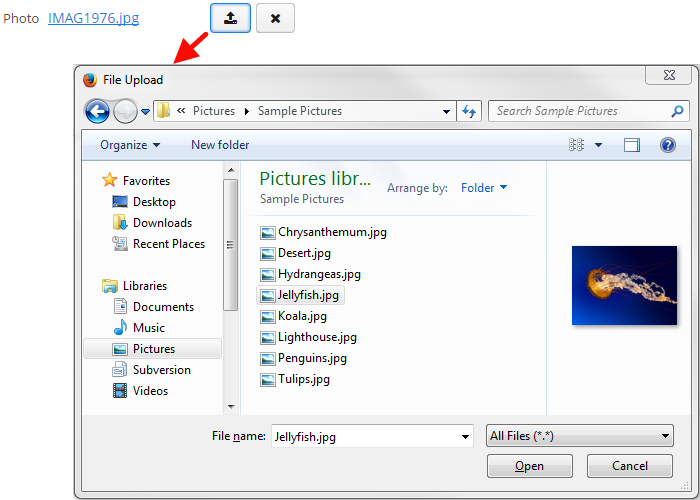 Photo IMAG1976.jpg
File Upload
« Pictures Sample Pictures Search Sample Pictures
Organize New folder
Favorites
Desktop
Downloads
Recent Places
Libraries
Documents
Music
Pictures
Subversion
Videos
Pictures libr...
Sample Pictures
Arrange by: Folder
Chrysanthemum.jpg
Desert.jpg
Hydrangeas.jpg
Jellyfish.jpg
Koala.jpg
Lighthouse.jpg
Penguins.jpg
Tulips.jpg
File name: Jellyfish.jpg All Files (*.*)
Open Cancel